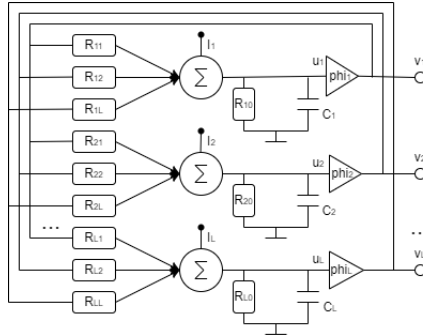 R11 I1 u1 v1
R12 Σ phi1
R1L R10 C1
R21 I2 u2 v2
R22 Σ phi2
R2L R20 C2
... ...
RL1 IL uL vL
RL2 Σ phiL
RLL RL0 CL